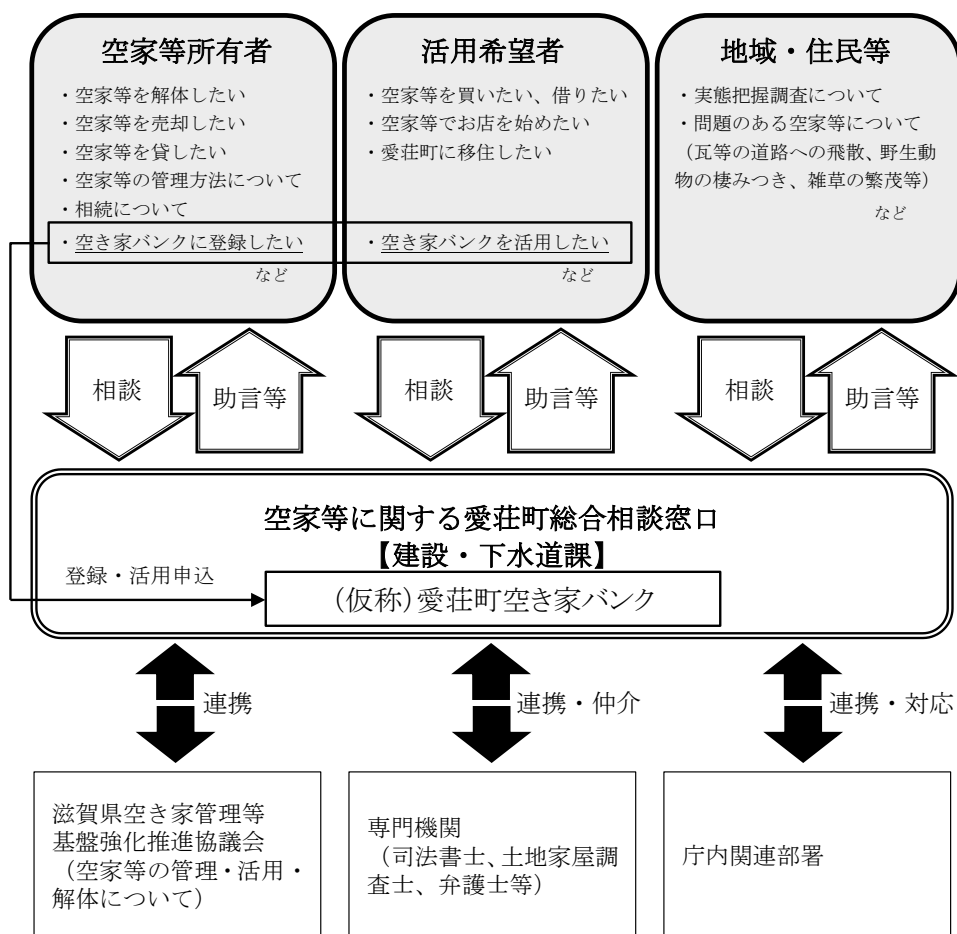 空家等所有者
・空家等を解体したい
・空家等を売却したい
・空家等を貸したい
・空家等の管理方法について
・相続について
・空き家バンクに登録したい
など
活用希望者
・空家等を買いたい、借りたい
・空家等でお店を始めたい
・愛荘町に移住したい
・空き家バンクを活用したい
など
地域・住民等
・実態把握調査について
・問題のある空家等について
（瓦等の道路への飛散、野生動
物の棲みつき、雑草の繁茂等）
など
相談
助言等
相談
助言等
相談
助言等
空家等に関する愛荘町総合相談窓口
【建設・下水道課】
登録・活用申込
（仮称）愛荘町空き家バンク
連携
連携・仲介
連携・対応
滋賀県空き家管理等
基盤強化推進協議会
（空家等の管理・活用・
解体について）
専門機関
（司法書士、土地家屋調
査士、弁護士等）
庁内関連部署